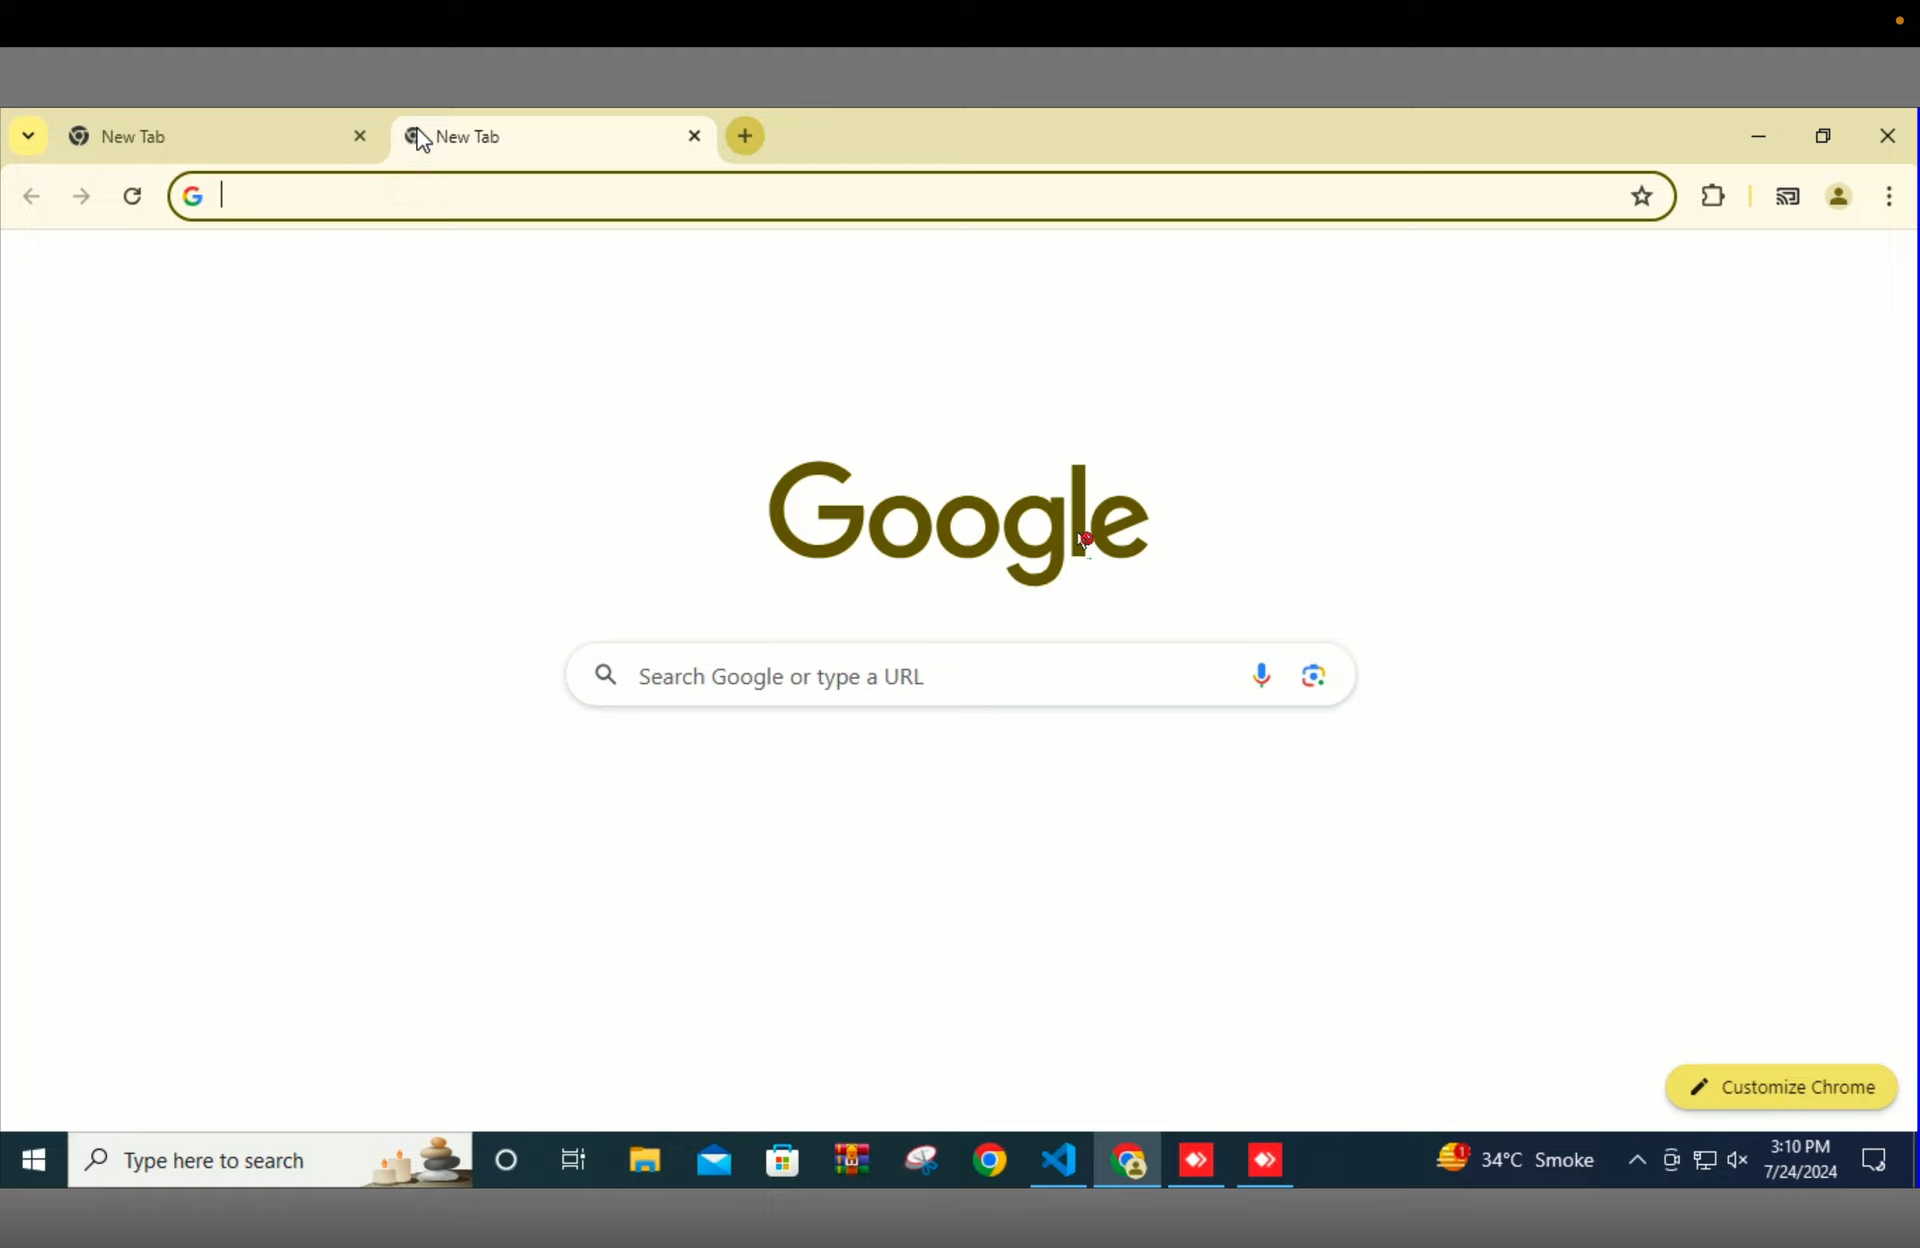 New Tab
New Tab
Google
Search Google or type a URL
Customize Chrome
Type here to search
1
34°C Smoke
3:10 PM
7/24/2024